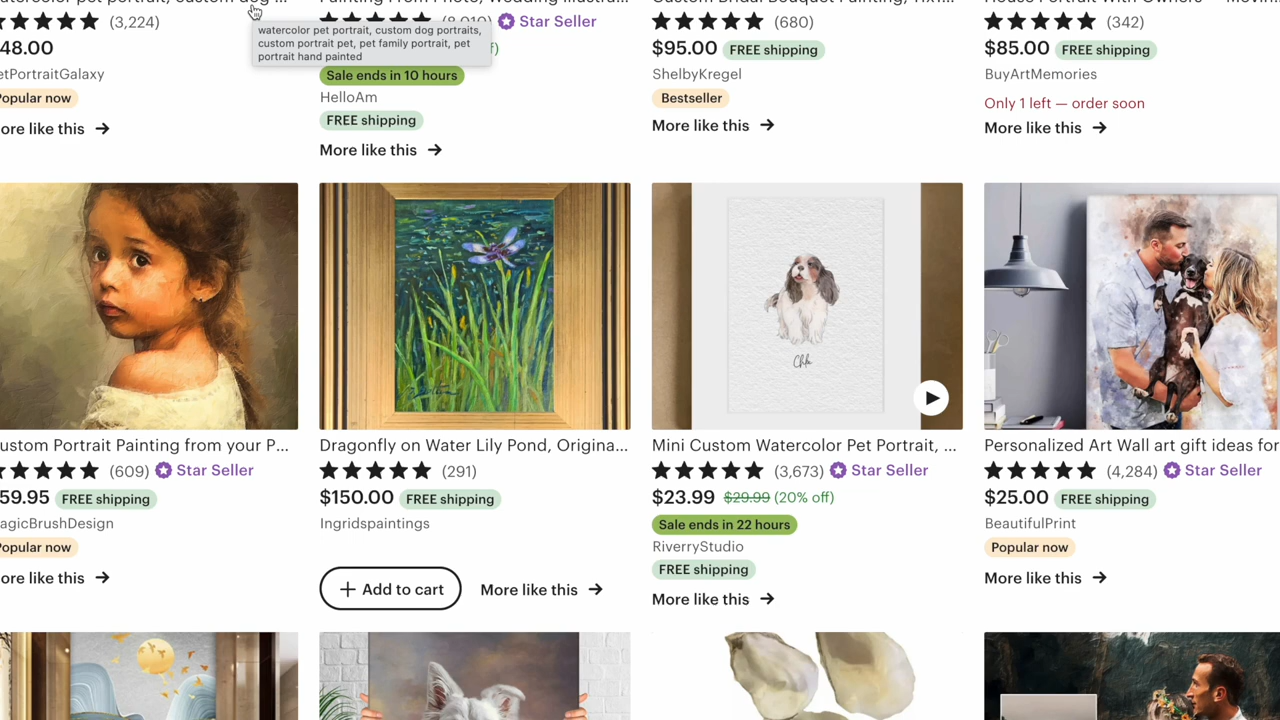 (3,224)
48.00
etPortraitGalaxy
Popular now
ore like this
watercolor pet portrait, custom dog portraits,
custom portrait pet, pet family portrait, pet
portrait hand painted
Star Seller
Sale ends in 10 hours
HelloAm
FREE shipping
More like this
Custom Bridal Bouquet Painting, 11x1...
(680)
$95.00 FREE shipping
ShelbyKregel
Bestseller
More like this
(342)
$85.00 FREE shipping
BuyArtMemories
Only 1 left — order soon
More like this
ustom Portrait Painting from your P...
(609) Star Seller
59.95 FREE shipping
agicBrushDesign
Popular now
ore like this
Dragonfly on Water Lily Pond, Origina...
(291)
$150.00 FREE shipping
Ingridspaintings
+ Add to cart
More like this
Chloe
Mini Custom Watercolor Pet Portrait, ...
(3,673) Star Seller
$23.99 $29.99 (20% off)
Sale ends in 22 hours
RiverryStudio
FREE shipping
More like this
Personalized Art Wall art gift ideas for
(4,284) Star Seller
$25.00 FREE shipping
BeautifulPrint
Popular now
More like this